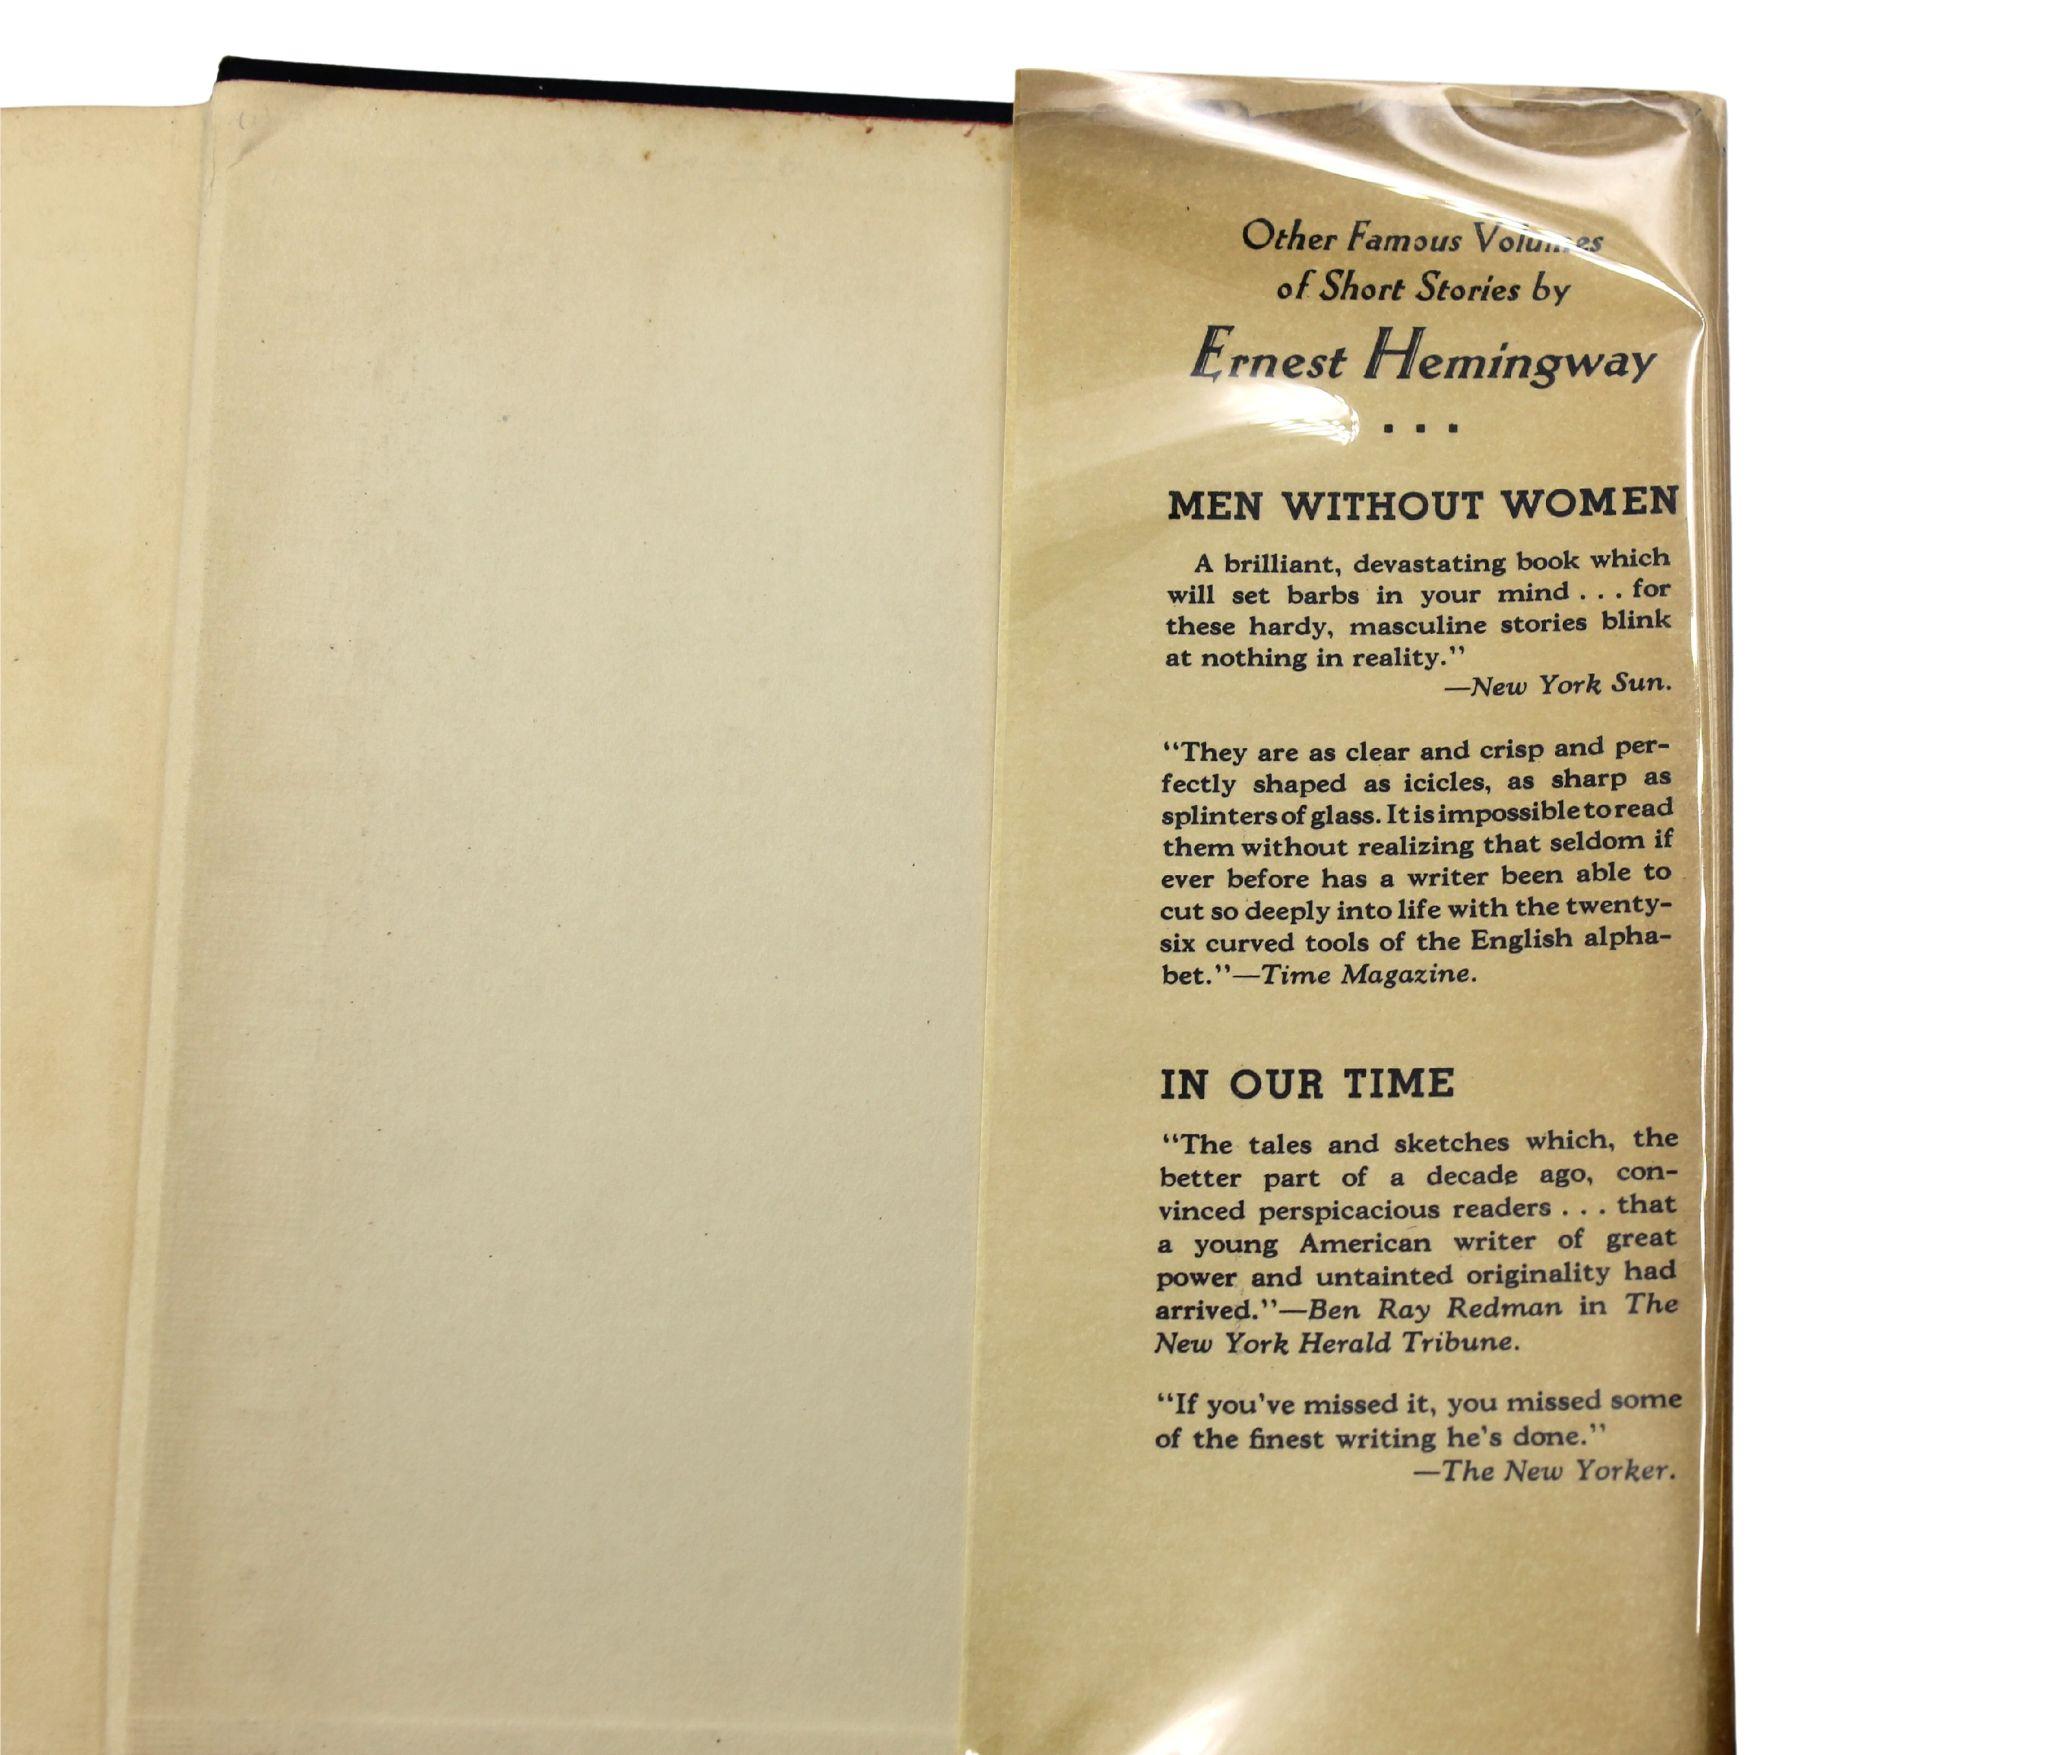 Other Famous Volumes
of Short Stories by
Ernest Hemingway
. . .
MEN WITHOUT WOMEN
A brilliant, devastating book which
will set barbs in your mind . . . for
these hardy, masculine stories blink
at nothing in reality."
—New York Sun.
"They are as clear and crisp and per-
fectly shaped as icicles, as sharp as
splinters of glass. It is impossible to read
them without realizing that seldom if
ever before has a writer been able to
cut so deeply into life with the twenty-
six curved tools of the English alpha-
bet."—Time Magazine.
IN OUR TIME
"The tales and sketches which, the
better part of a decade ago, con-
vinced perspicacious readers . . . that
a young American writer of great
power and untainted originality had
arrived."—Ben Ray Redman in The
New York Herald Tribune.
"If you've missed it, you missed some
of the finest writing he's done."
—The New Yorker.